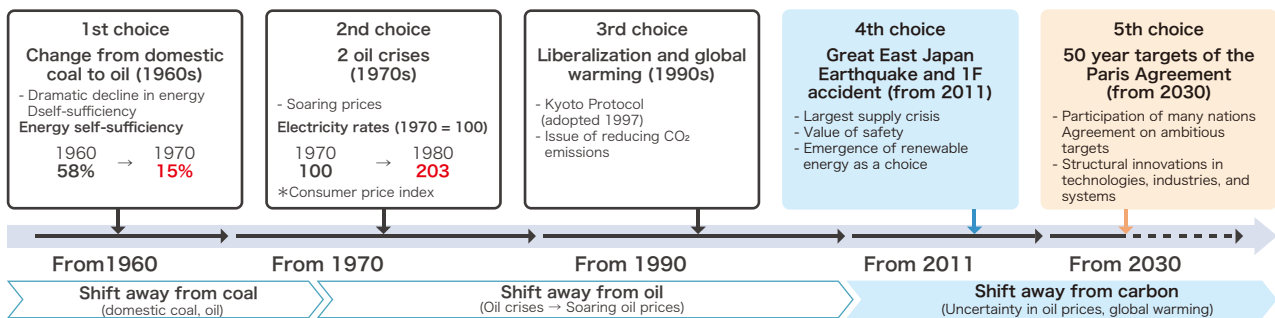 1st choice
Change from domestic
coal to oil (1960s)
- Dramatic decline in energy
Dself-sufficiency
Energy self-sufficiency
1960 → 1970
58% 15%
2nd choice
2 oil crises
(1970s)
- Soaring prices
Electricity rates (1970 = 100)
1970 → 1980
100 203
＊Consumer price index
3rd choice
Liberalization and global
warming (1990s)
- Kyoto Protocol
(adopted 1997)
- Issue of reducing CO₂
emissions
4th choice
Great East Japan
Earthquake and 1F
accident (from 2011)
- Largest supply crisis
- Value of safety
- Emergence of renewable
energy as a choice
5th choice
50 year targets of the
Paris Agreement
(from 2030)
- Participation of many nations
Agreement on ambitious
targets
- Structural innovations in
technologies, industries, and
systems
From1960
From 1970
From 1990
From 2011
From 2030
Shift away from coal
(domestic coal, oil)
Shift away from oil
(Oil crises → Soaring oil prices)
Shift away from carbon
(Uncertainty in oil prices, global warming)